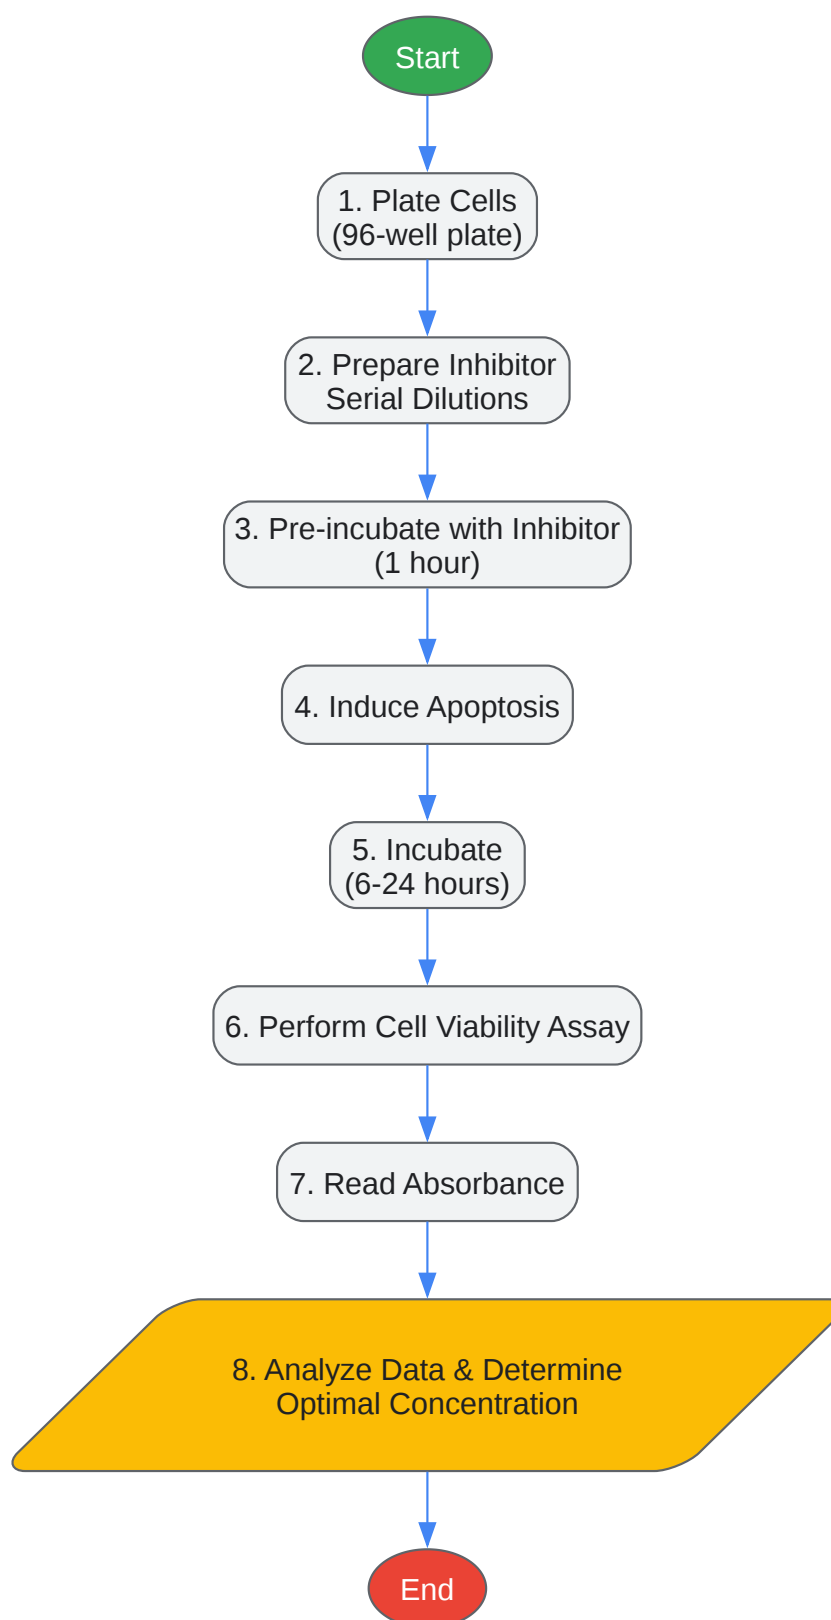 Start
1. Plate Cells
(96-well plate)
2. Prepare Inhibitor
Serial Dilutions
3. Pre-incubate with Inhibitor
(1 hour)
4. Induce Apoptosis
5. Incubate
(6-24 hours)
6. Perform Cell Viability Assay
7. Read Absorbance
8. Analyze Data & Determine
Optimal Concentration
End